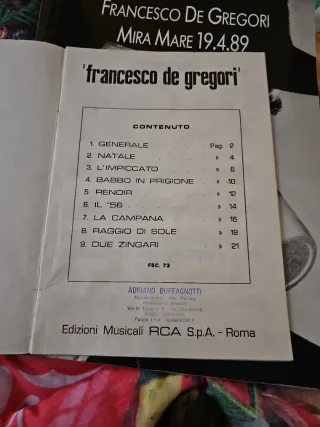 FRANCESCO DE GREGORI
MIRA MARE 19.4.89
'francesco de gregori'
CONTENUTO
1. GENERALE . . . . Pag. 2
2. NATALE . . . . . » 4
3. L'IMPICCATO . . . » 6
4. BABBO IN PRIGIONE . » 10
5. RENOIR . . . . . » 12
6. IL '56 . . . . . » 14
7. LA CAMPANA . . . » 16
8. RAGGIO DI SOLE . . » 18
9. DUE ZINGARI . . . » 21
FSC. 73
ADRIANO BUFFAGNOTTI
Edizioni Musicali RCA S.p.A. - Roma